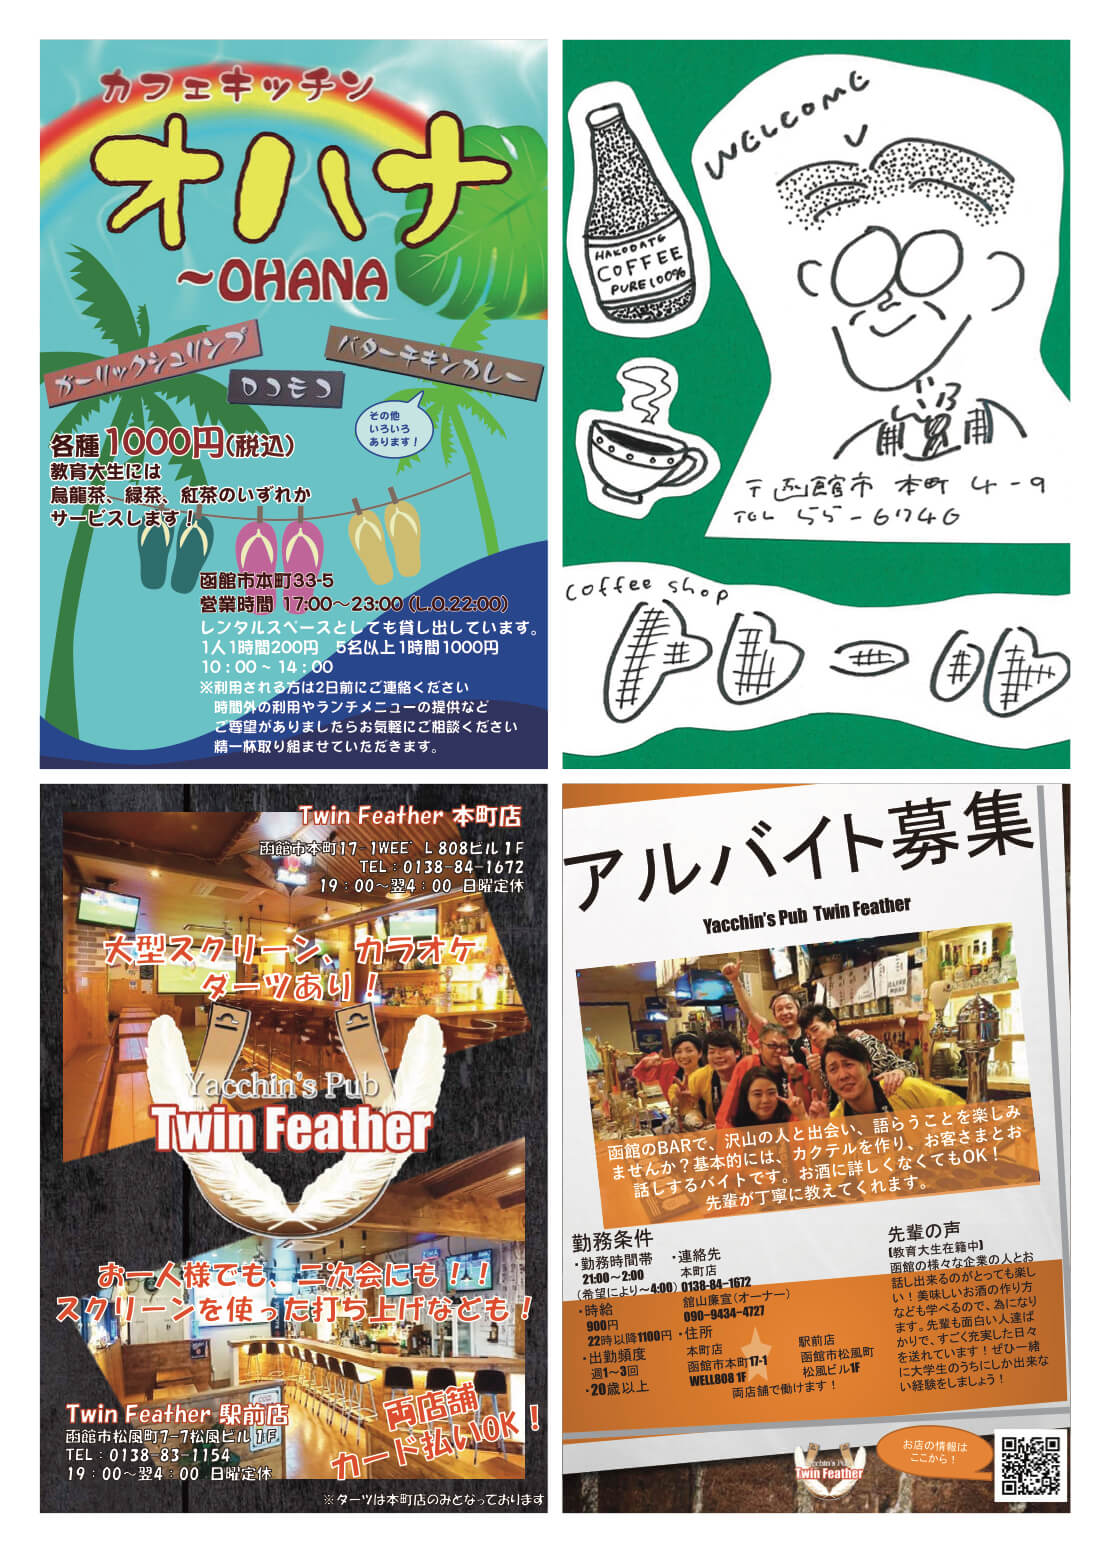 カフェキッチン
オハナ
~OHANA
ガーリックシュリンプ
ロコモコ
バターチキンカレー
その他
いろいろ
あります！
各種1000円(税込)
教育大生には
烏龍茶、緑茶、紅茶のいずれか
サービスします！
函館市本町33-5
営業時間 17:00～23:00 (L.O.22:00)
レンタルスペースとしても貸し出しています。
1人1時間200円　5名以上1時間1000円
10：00 ~ 14：00
※利用される方は2日前にご連絡ください
時間外の利用やランチメニューの提供など
ご要望がありましたらお気軽にご相談ください
精一杯取り組ませていただきます。
WELCOME
HAKODATE
COFFEE
PURE100%
〒函館市 本町 4-9
TEL 55-6746
coffee shop
Twin Feather 本町店
函館市本町17-1WEE L 808ビル1F
TEL：0138-84-1672
19：00～翌4：00 日曜定休
大型スクリーン、カラオケ
ダーツあり！
Yacchin's Pub
Twin Feather
お一人様でも、二次会にも！！
スクリーンを使った打ち上げなども！
Twin Feather 駅前店
函館市松風町7-7松風ビル1F
TEL：0138-83-1154
19：00～翌4：00 日曜定休
両店舗
カード払いOK！
※ダーツは本町店のみとなっております
アルバイト募集
Yacchin's Pub Twin Feather
函館のBARで、沢山の人と出会い、語らうことを楽しみ
ませんか？基本的には、カクテルを作り、お客さまとお
話しするバイトです。お酒に詳しくなくてもOK！
先輩が丁寧に教えてくれます。
勤務条件
・勤務時間帯
21:00～2:00
(希望により～4:00)
・時給
900円
22時以降1100円
・出勤頻度
週1～3回
・20歳以上
・連絡先
本町店
0138-84-1672
館山廉宣(オーナー)
090-9434-4727
・住所
本町店
函館市本町17-1
WELL808 1F
駅前店
函館市松風町
松風ビル1F
両店舗で働けます！
先輩の声
(教育大生在籍中)
函館の様々な企業の人とお
話し出来るのがとっても楽し
い！美味しいお酒の作り方
なども学べるので、為になり
ます。先輩も面白い人達ば
かりで、すごく充実した日々
を送れています！ぜひ一緒
に大学生のうちにしか出来な
い経験をしましょう！
お店の情報は
ここから！
Yacchin's Pub
Twin Feather